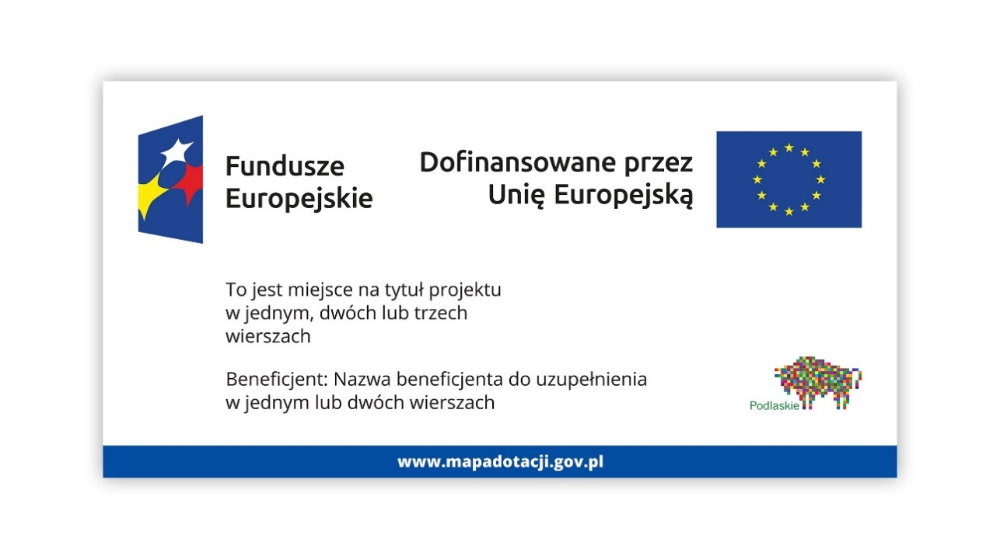 Fundusze
Europejskie
Dofinansowane przez
Unię Europejską
To jest miejsce na tytuł projektu
w jednym, dwóch lub trzech
wierszach
Beneficjent: Nazwa beneficjenta do uzupełnienia
w jednym lub dwóch wierszach
Podlaskie
www.mapadotacji.gov.pl